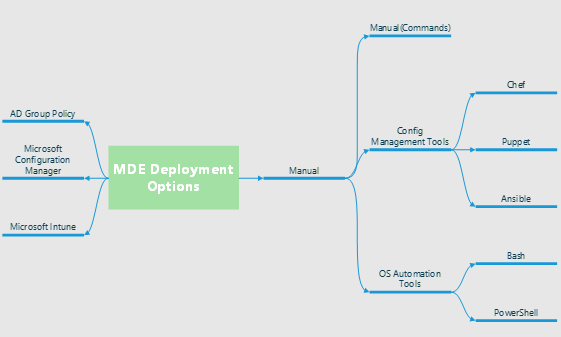 AD Group Policy
Microsoft
Configuration
Manager
Microsoft Intune
MDE Deployment
Options
Manual
Manual(Commands)
Config
Management Tools
Chef
Puppet
Ansible
OS Automation
Tools
Bash
PowerShell